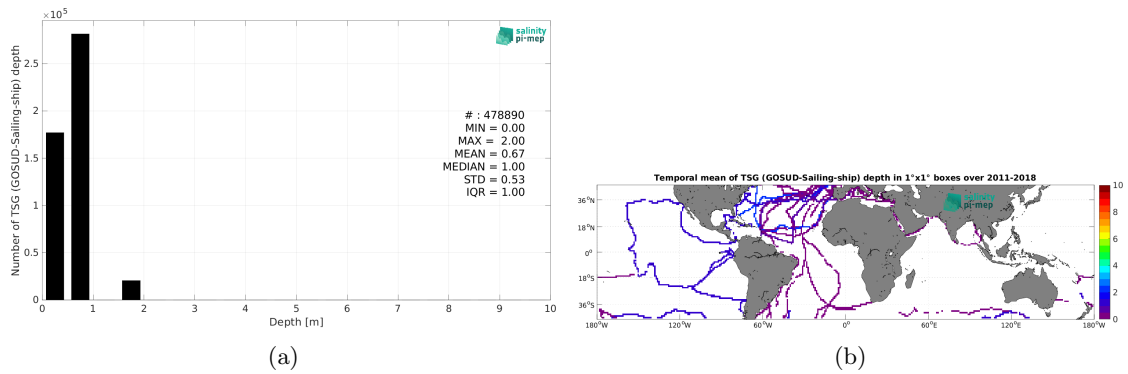 ×10⁵
salinity
pi-mep
Number of TSG (GOSUD-Sailing-ship) depth
2.5
2
1.5
1
0.5
0
# : 478890
MIN = 0.00
MAX = 2.00
MEAN = 0.67
MEDIAN = 1.00
STD = 0.53
IQR = 1.00
0 1 2 3 4 5 6 7 8 9 10
Depth [m]
(a)
Temporal mean of TSG (GOSUD-Sailing-ship) depth in 1°x1° boxes over 2011-2018
salinity
pi-mep
36°N
18°N
0°
18°S
36°S
180°W 120°W 60°W 0° 60°E 120°E 180°W
10
8
6
4
2
0
(b)